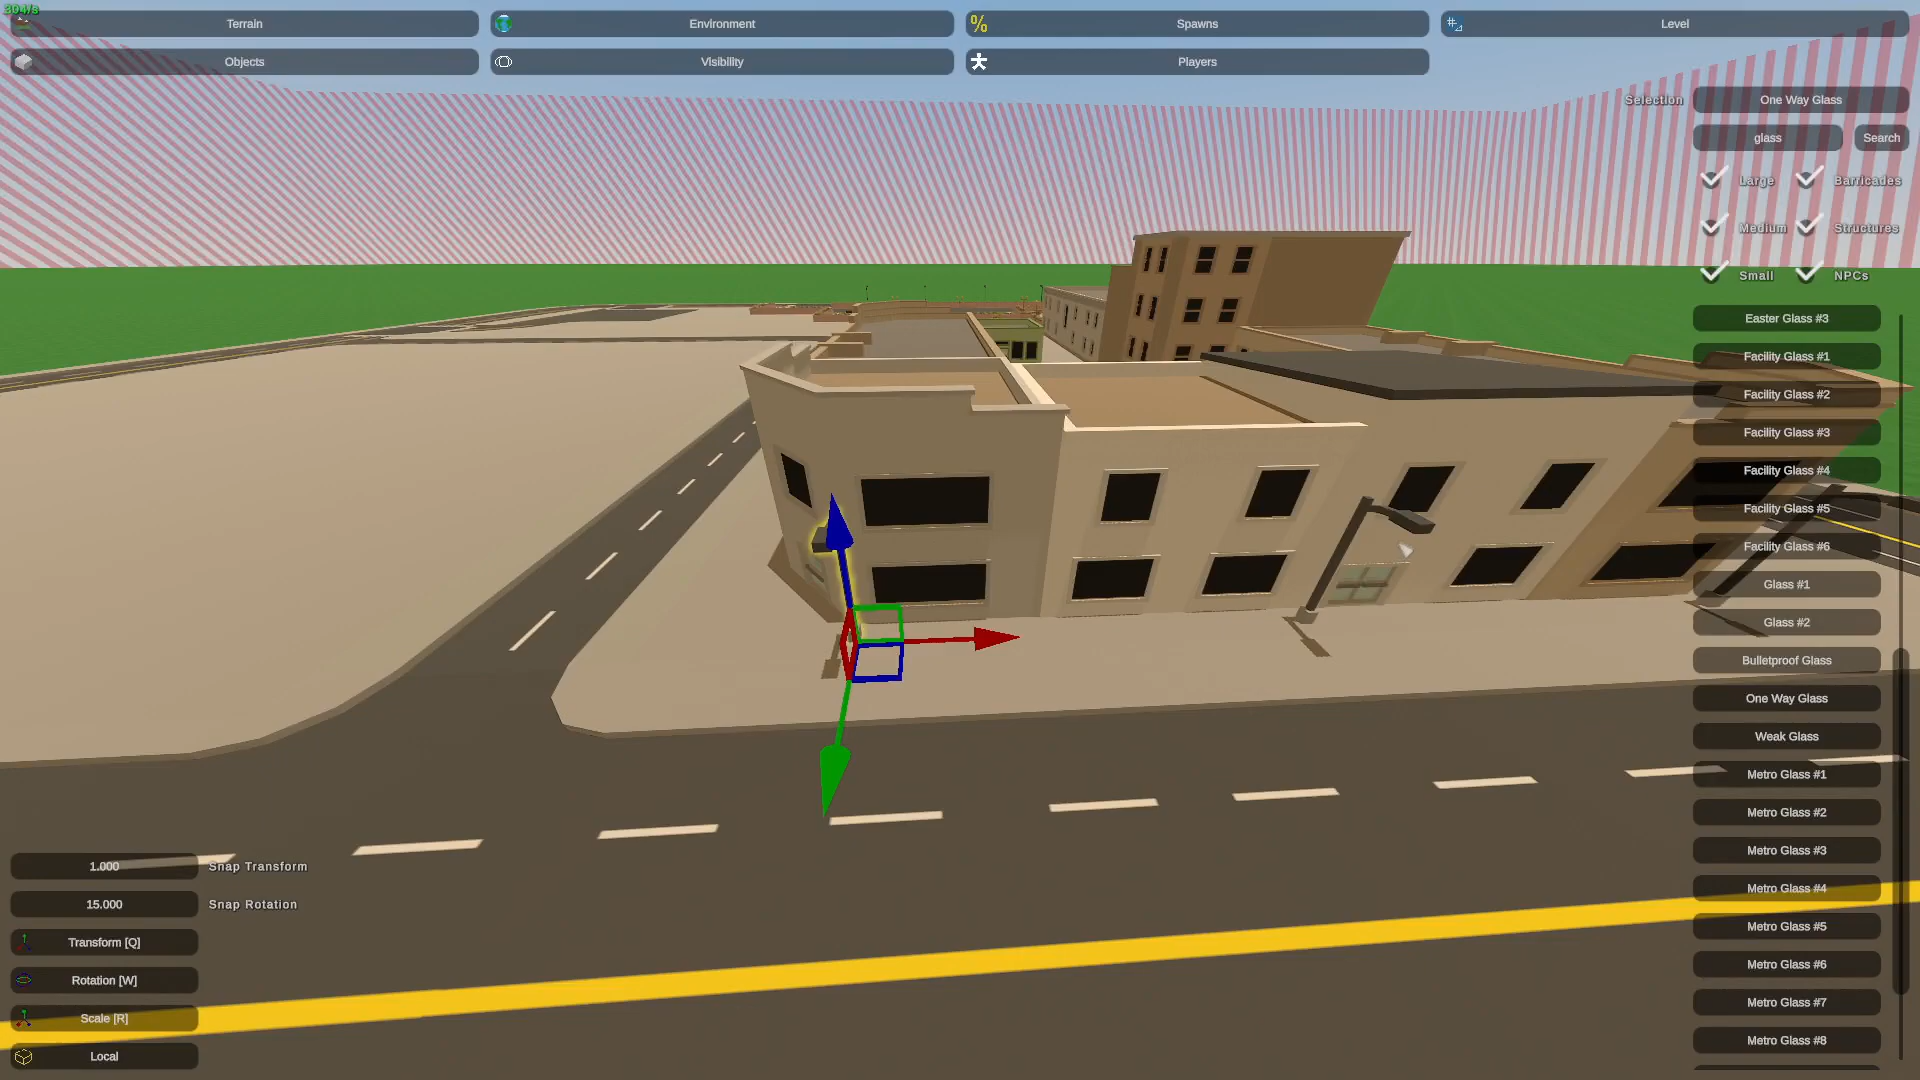 304/s
Terrain
Environment
Spawns
Level
Objects
Visibility
Players
Selection
One Way Glass
glass
Search
Large
Barricades
Medium
Structures
Small
NPCs
Easter Glass #3
Facility Glass #1
Facility Glass #2
Facility Glass #3
Facility Glass #4
Facility Glass #5
Facility Glass #6
Glass #1
Glass #2
Bulletproof Glass
One Way Glass
Weak Glass
Metro Glass #1
Metro Glass #2
Metro Glass #3
Metro Glass #4
Metro Glass #5
Metro Glass #6
Metro Glass #7
Metro Glass #8
1.000 Snap Transform
15.000 Snap Rotation
Transform [Q]
Rotation [W]
Scale [R]
Local